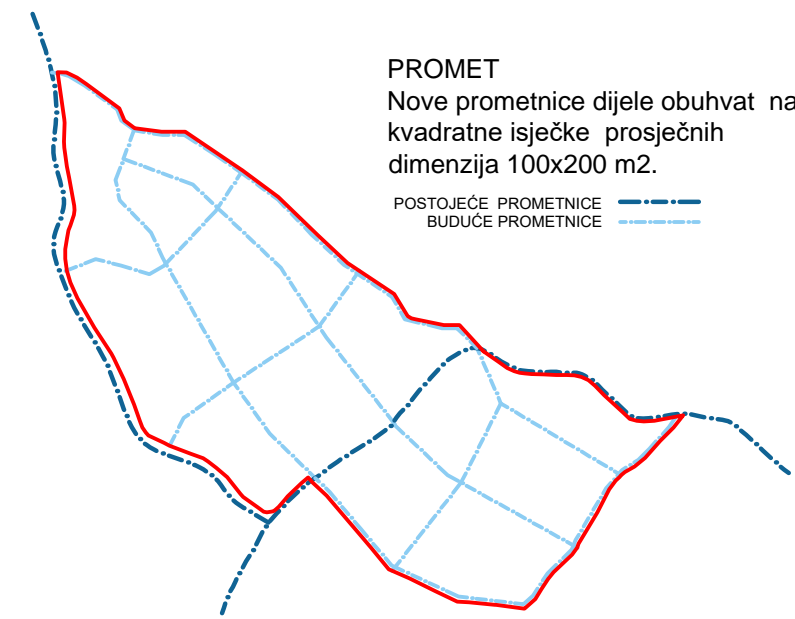 PROMET
Nove prometnice dijele obuhvat na
kvadratne isječke prosječnih
dimenzija 100x200 m2.
POSTOJEĆE PROMETNICE
BUDUĆE PROMETNICE